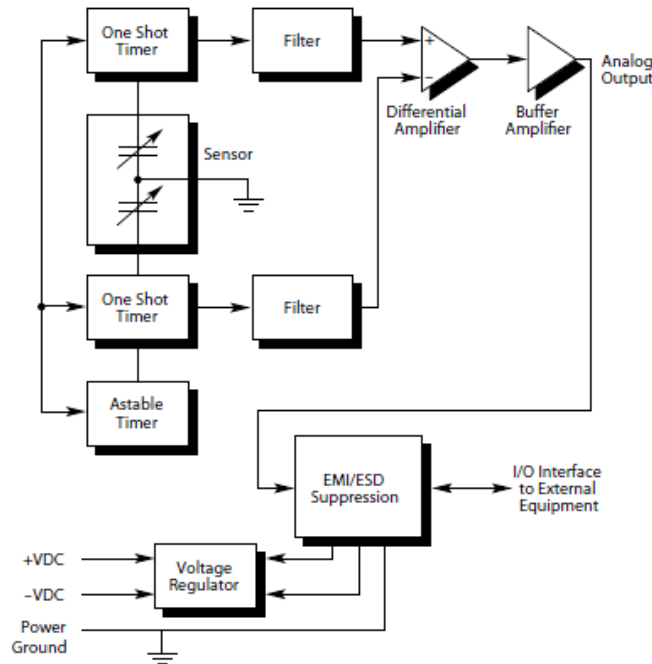 One Shot
Timer
Filter
+
−
Differential
Amplifier
Buffer
Amplifier
Analog
Output
Sensor
One Shot
Timer
Filter
Astable
Timer
EMI/ESD
Suppression
I/O Interface
to External
Equipment
+VDC
−VDC
Voltage
Regulator
Power
Ground